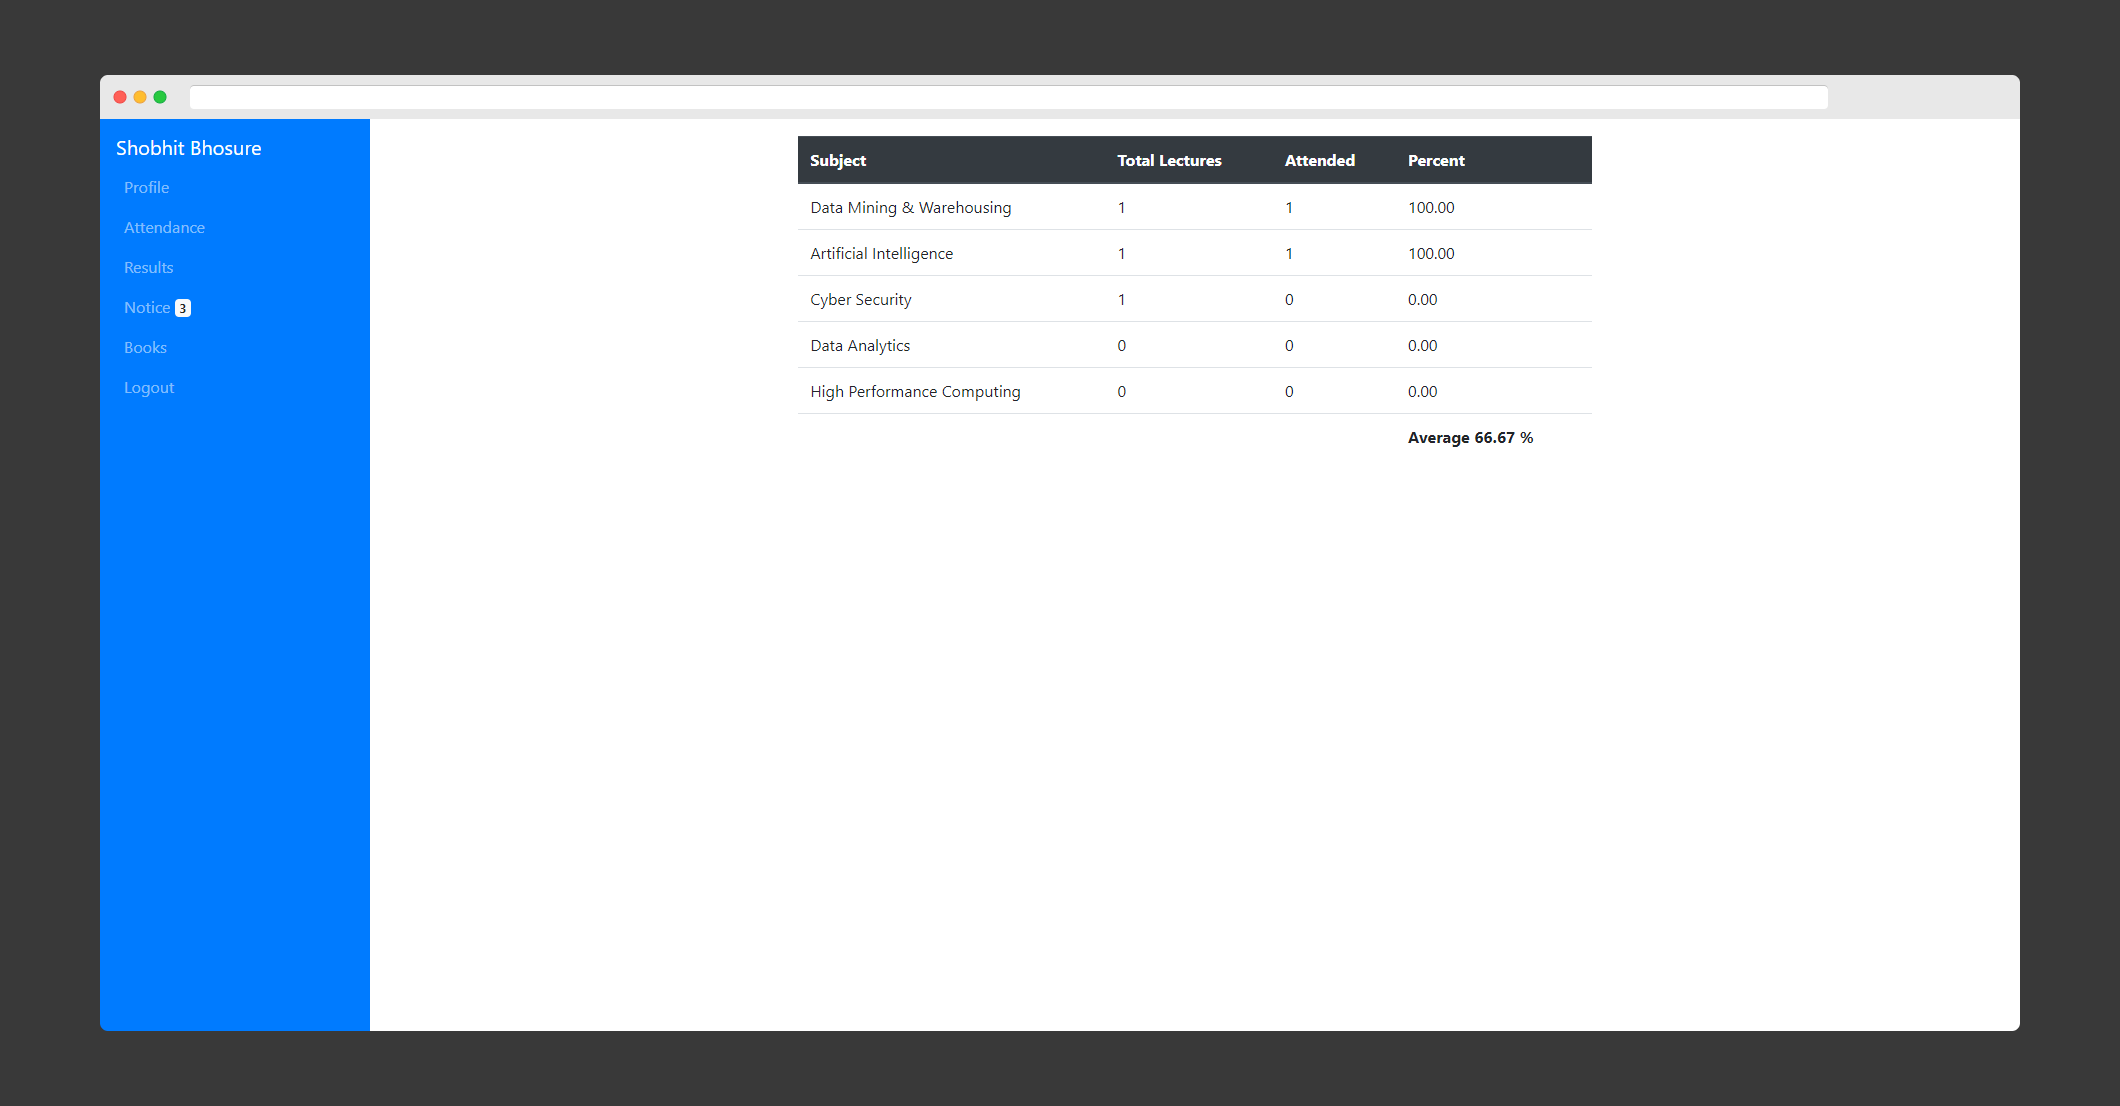 Shobhit Bhosure
Profile
Attendance
Results
Notice 3
Books
Logout
Subject Total Lectures Attended Percent
Data Mining & Warehousing 1 1 100.00
Artificial Intelligence 1 1 100.00
Cyber Security 1 0 0.00
Data Analytics 0 0 0.00
High Performance Computing 0 0 0.00
Average 66.67 %